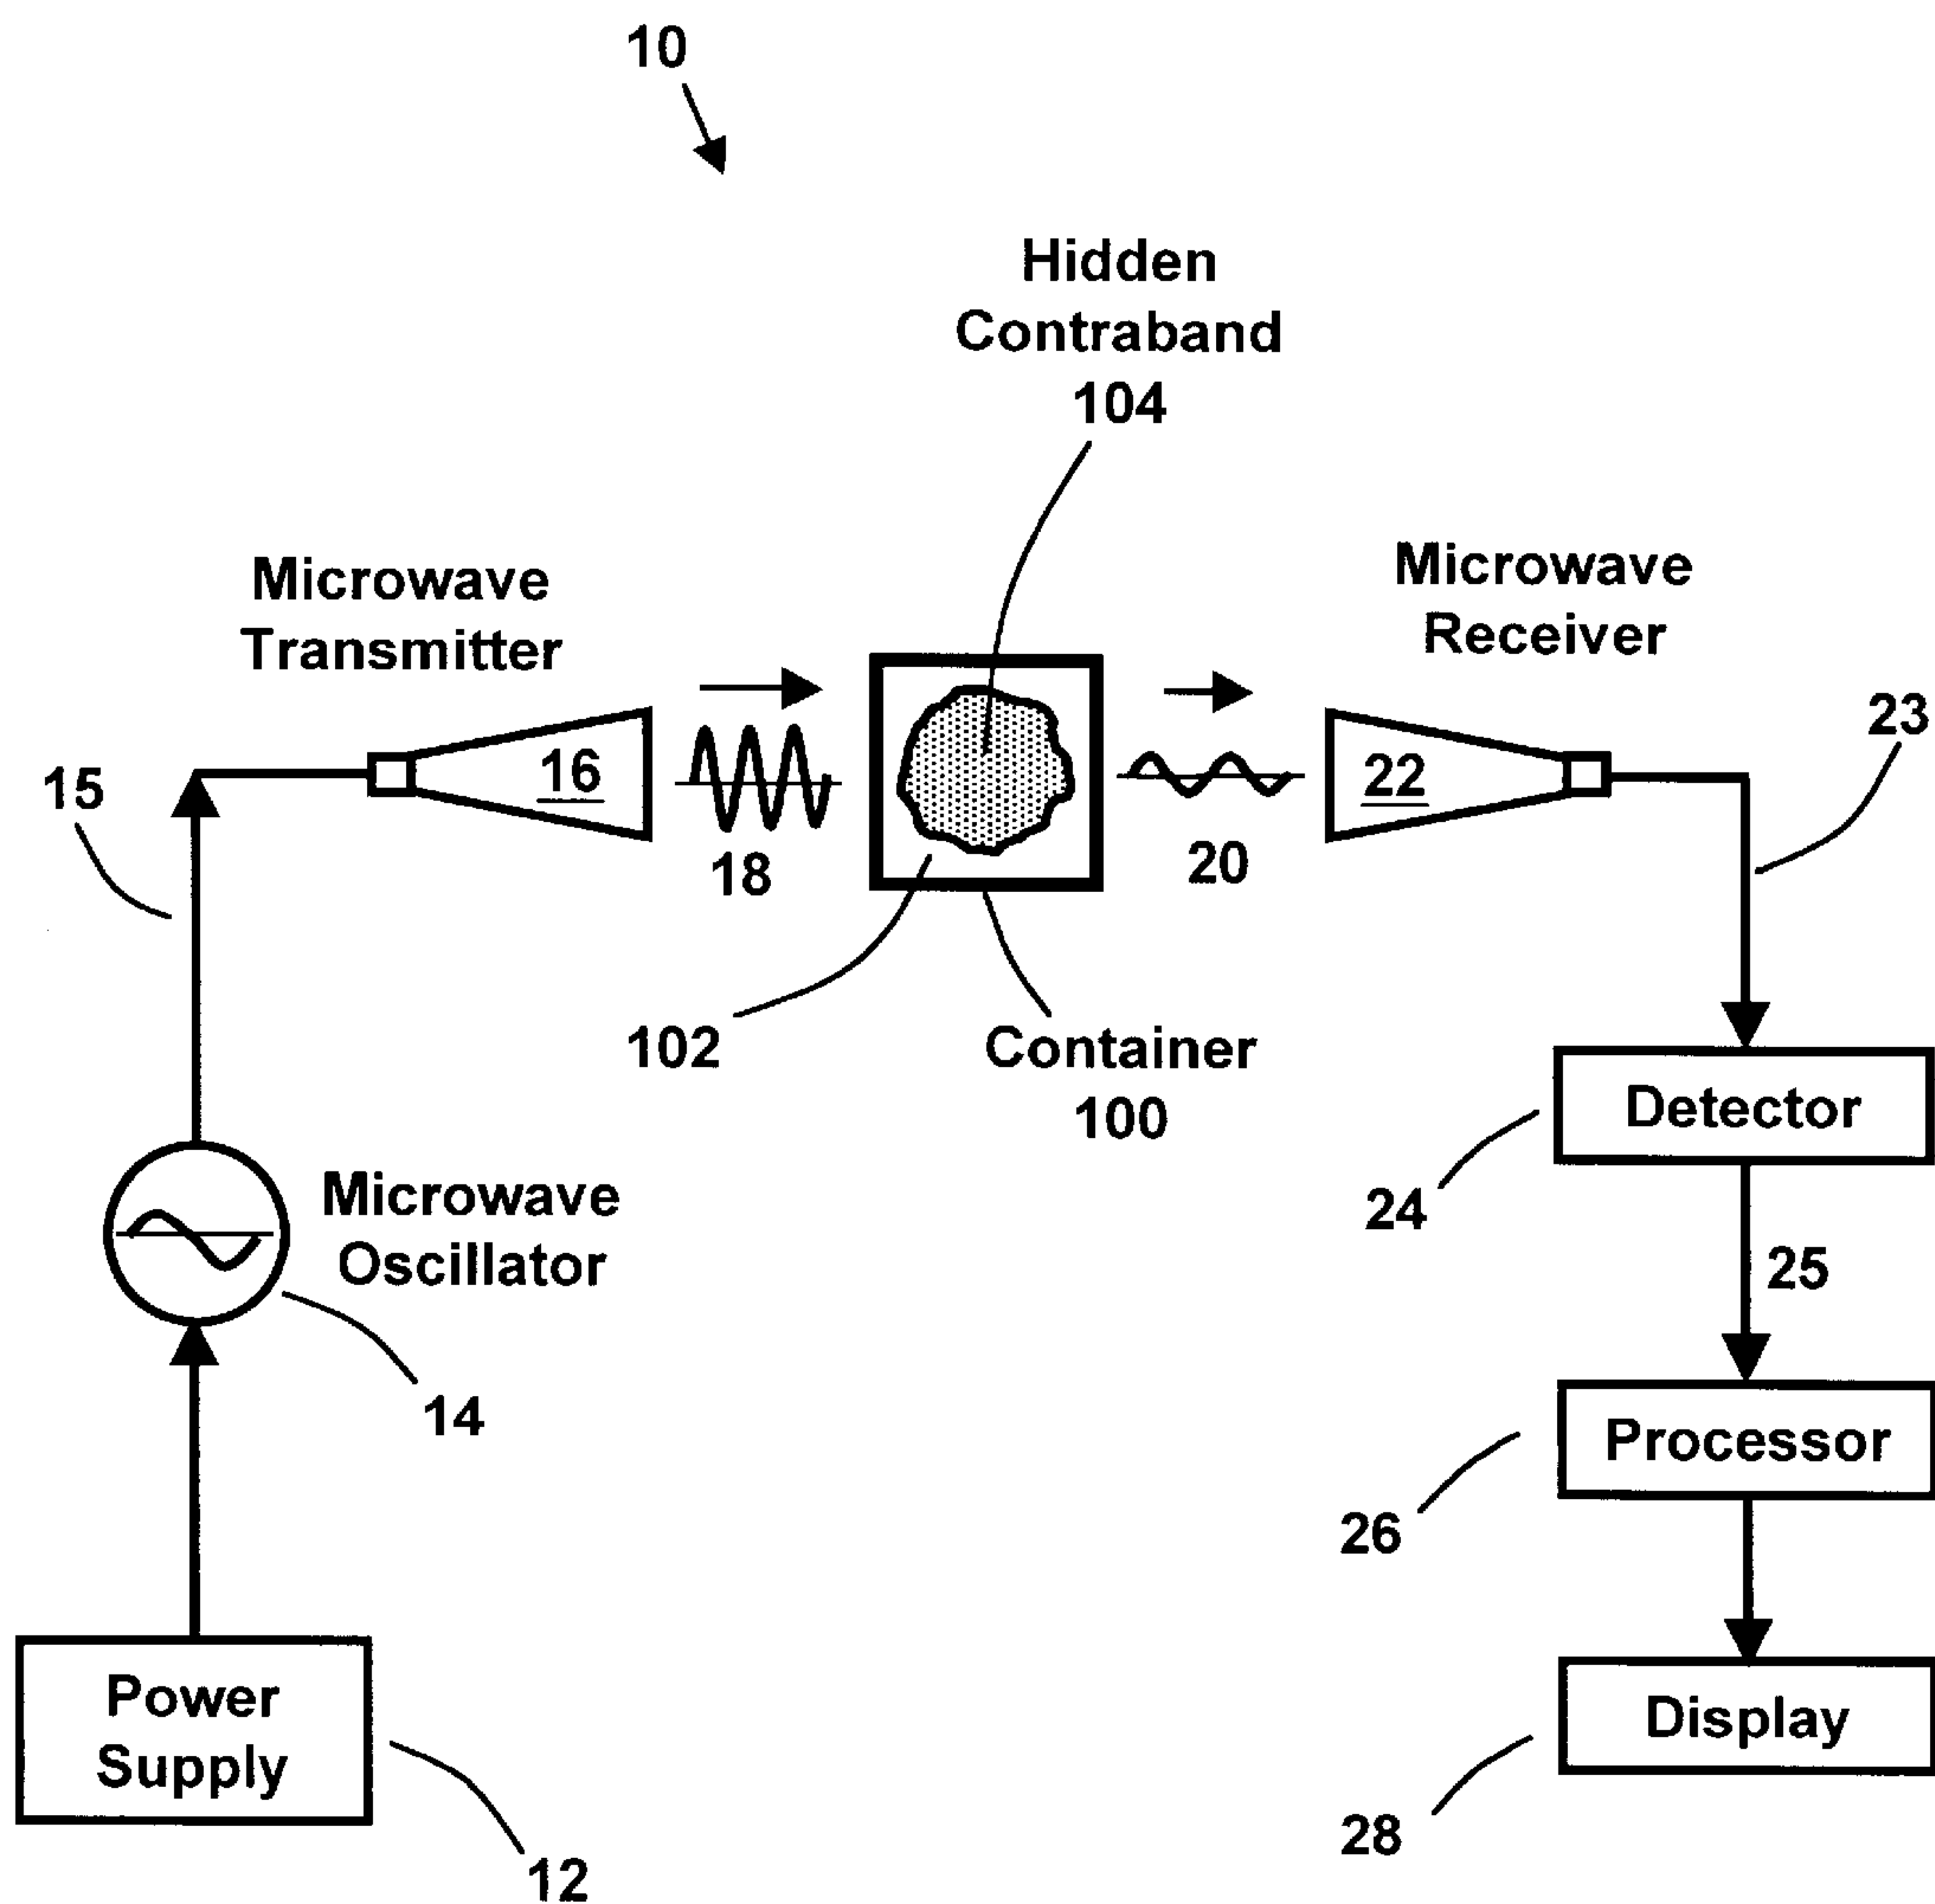 10
Hidden
Contraband
104
Microwave
Transmitter
Microwave
Receiver
23
15
16
22
18
20
102
Container
100
Detector
24
Microwave
Oscillator
25
14
Processor
26
Power
Supply
Display
28
12